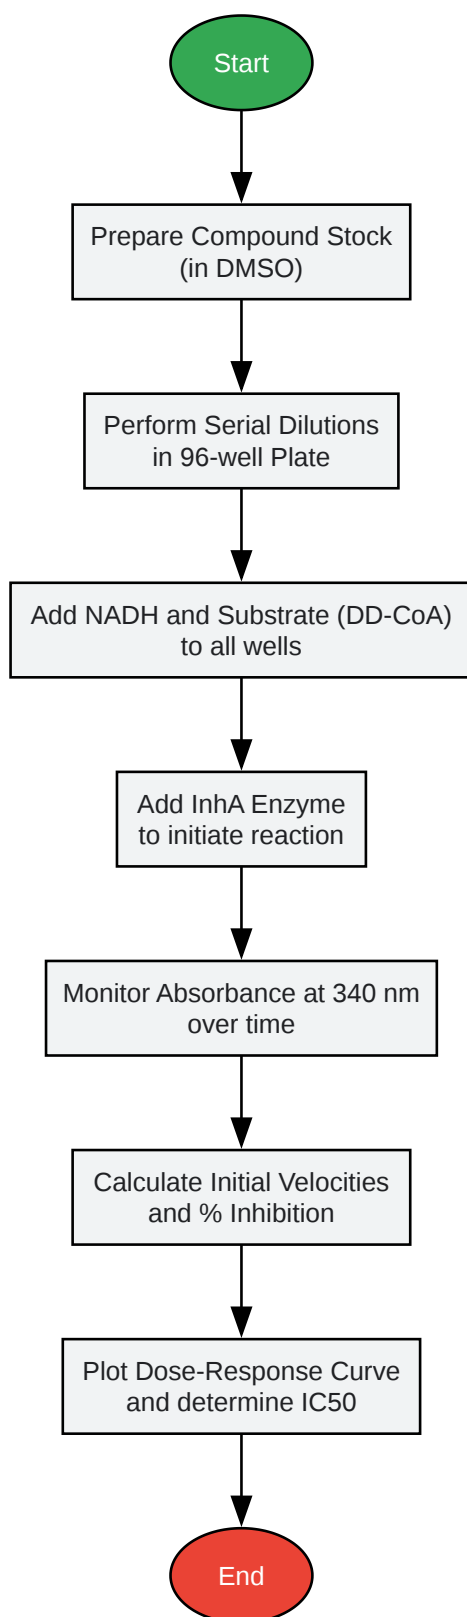 Start
Prepare Compound Stock
(in DMSO)
Perform Serial Dilutions
in 96-well Plate
Add NADH and Substrate (DD-CoA)
to all wells
Add InhA Enzyme
to initiate reaction
Monitor Absorbance at 340 nm
over time
Calculate Initial Velocities
and % Inhibition
Plot Dose-Response Curve
and determine IC50
End